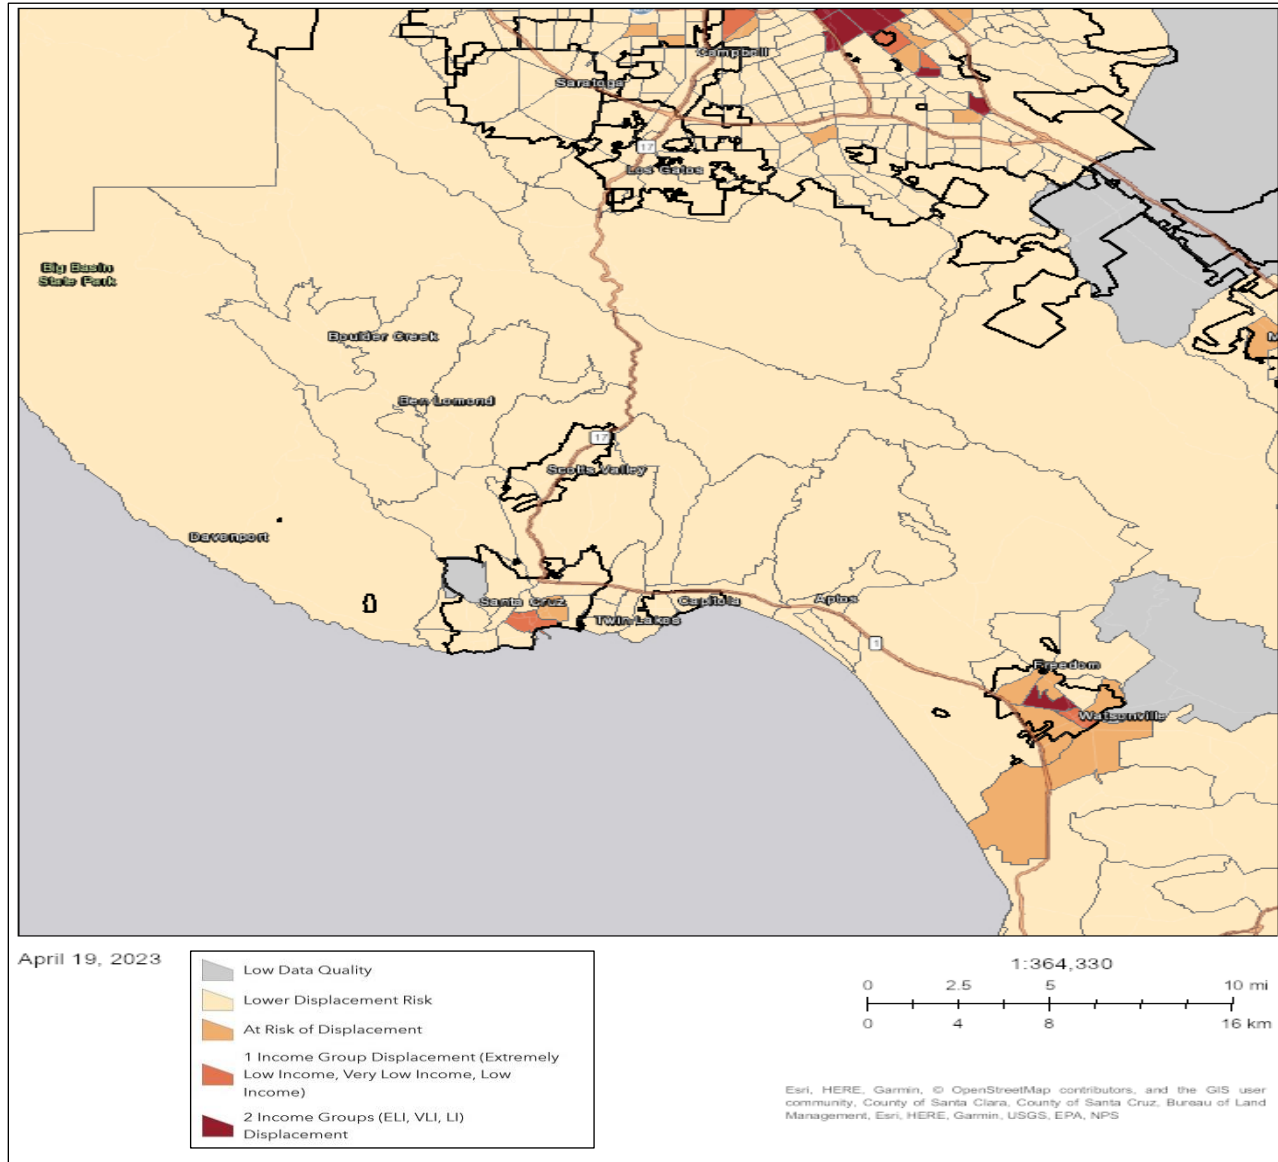 Campbell
Saratoga
17
Los Gatos
Big Basin
State Park
M
Boulder Creek
Ben Lomond
17
Scotts Valley
Davenport
Santa Cruz
Capitola
Aptos
Twin Lakes
1
Freedom
Watsonville
April 19, 2023
Low Data Quality
Lower Displacement Risk
At Risk of Displacement
1 Income Group Displacement (Extremely
Low Income, Very Low Income, Low
Income)
2 Income Groups (ELI, VLI, LI)
Displacement
1:364,330
0 2.5 5 10 mi
0 4 8 16 km
Esri, HERE, Garmin, © OpenStreetMap contributors, and the GIS user
community, County of Santa Clara, County of Santa Cruz, Bureau of Land
Management, Esri, HERE, Garmin, USGS, EPA, NPS